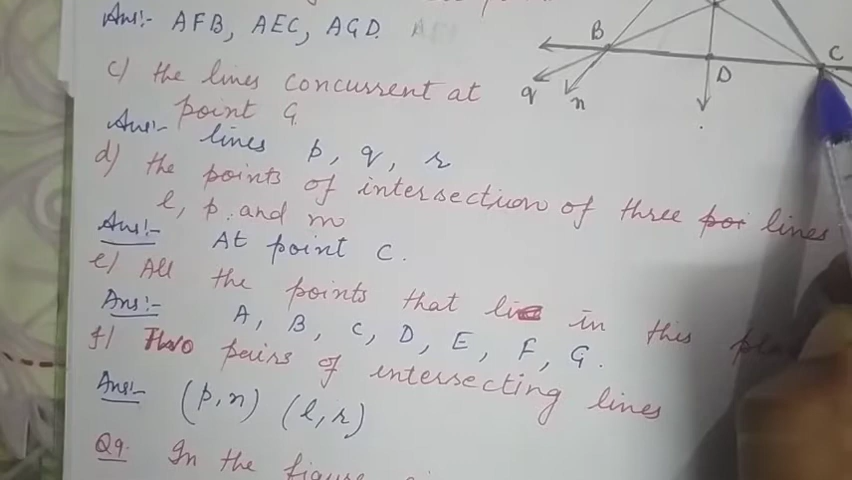 Ans:- AFB, AEC, AGD.
B
C
D
q
n
c) the lines concurrent at
point G
Ans:- lines p, q, r
d) the points of intersection of three poi lines
l, p. and m
Ans:- At point C.
e) All the points that lie in this
Ans:- A, B, C, D, E, F, G.
f) Two pairs of intersecting lines
Ans:- (p,n) (l,r)
Q9. In the figure